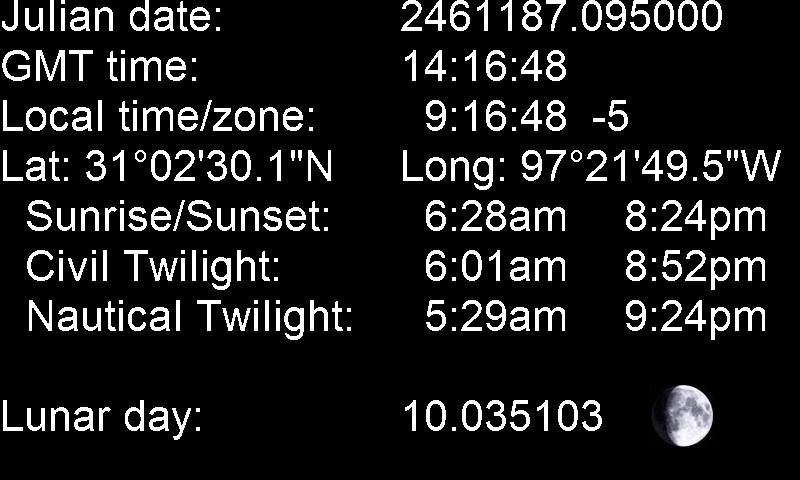 Julian date: 2461187.095000
GMT time: 14:16:48
Local time/zone: 9:16:48 -5
Lat: 31°02'30.1"N Long: 97°21'49.5"W
Sunrise/Sunset: 6:28am 8:24pm
Civil Twilight: 6:01am 8:52pm
Nautical Twilight: 5:29am 9:24pm
Lunar day: 10.035103